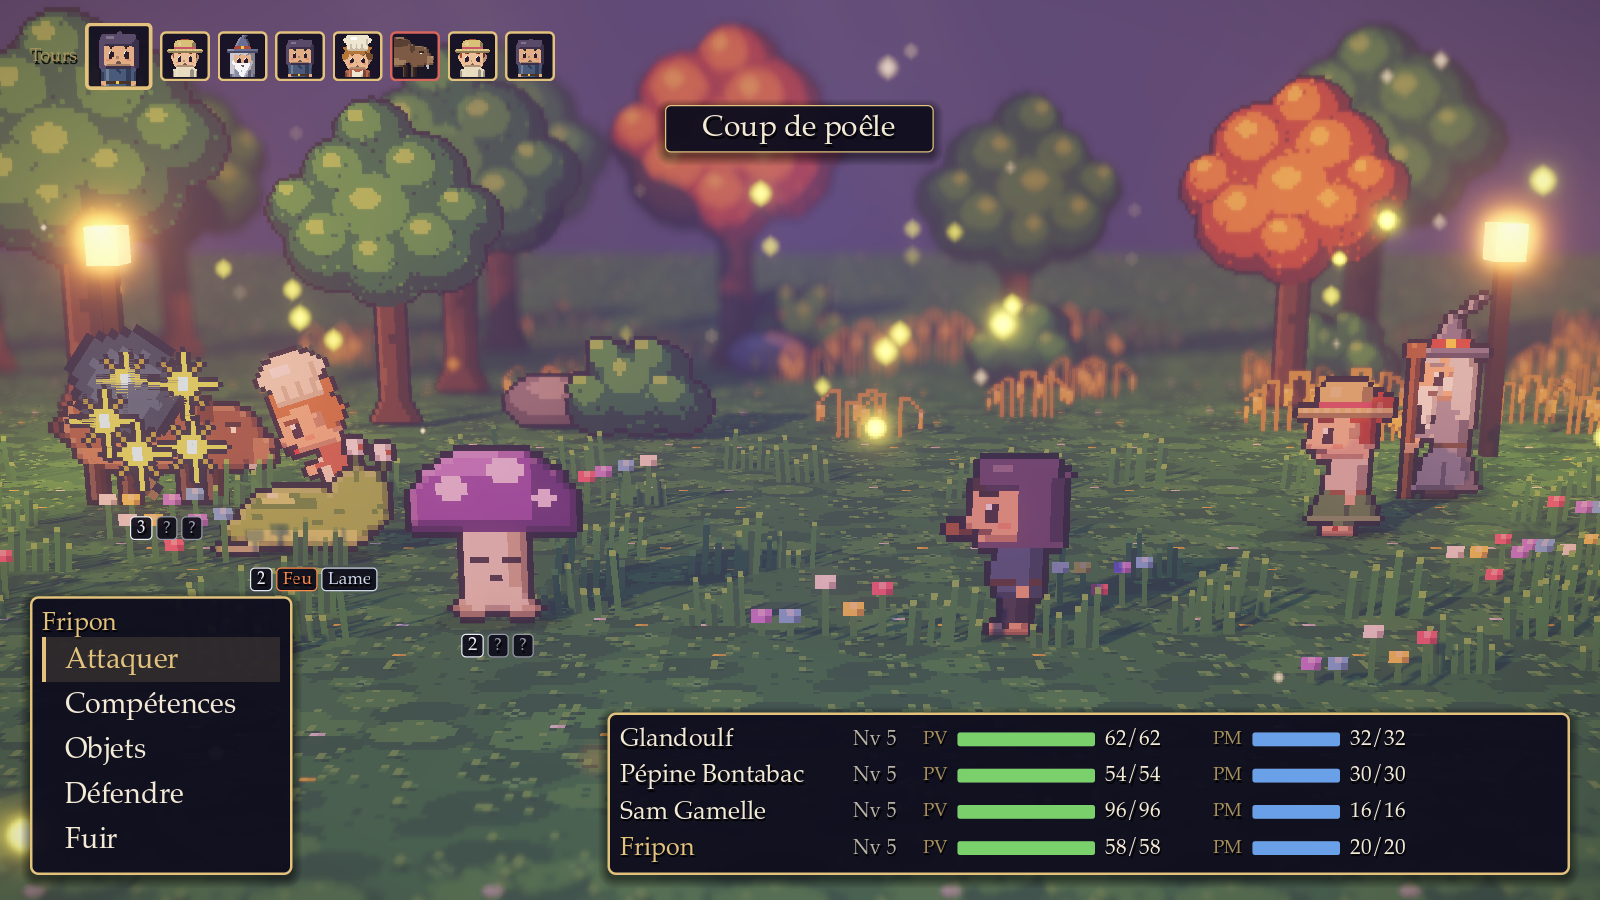 Tours
Coup de poêle
3 ? ?
2 Feu Lame
2 ? ?
Fripon
Attaquer
Compétences
Objets
Défendre
Fuir
Glandoulf Nv 5 PV 62/62 PM 32/32
Pépine Bontabac Nv 5 PV 54/54 PM 30/30
Sam Gamelle Nv 5 PV 96/96 PM 16/16
Fripon Nv 5 PV 58/58 PM 20/20